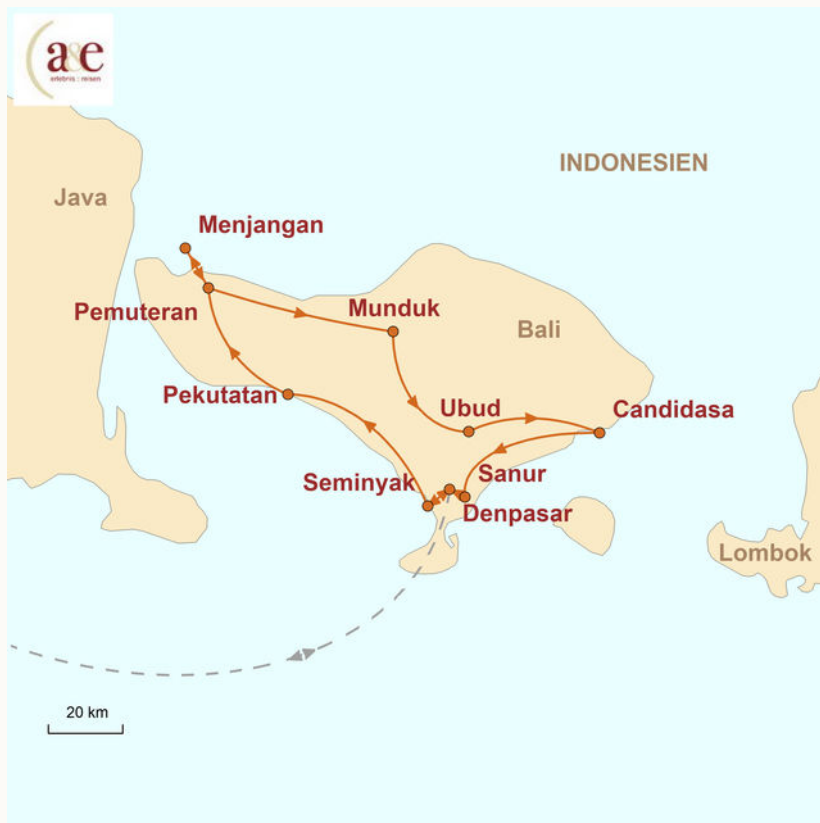 a&e
erlebnis : reisen
INDONESIEN
Java
Menjangan
Pemuteran
Munduk
Bali
Pekutatan
Ubud
Candidasa
Seminyak
Sanur
Denpasar
Lombok
20 km